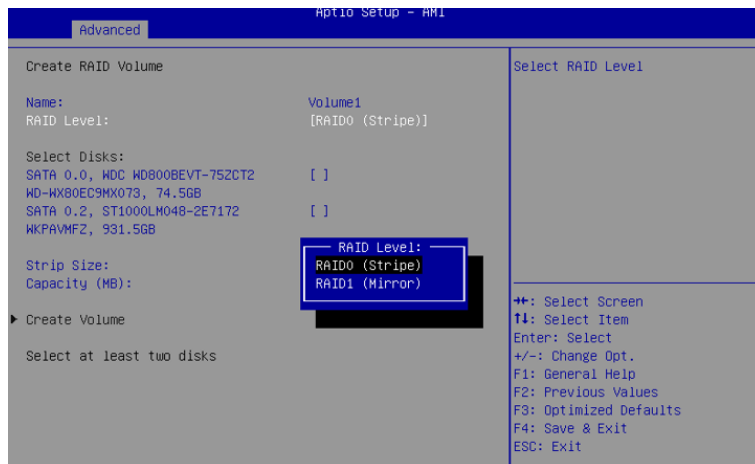 Aptio Setup - AMI
Advanced
Create RAID Volume
Name: Volume1
RAID Level: [RAID0 (Stripe)]
Select Disks:
SATA 0.0, WDC WD800BEVT-75ZCT2 [ ]
WD-WX80EC9MX073, 74.5GB
SATA 0.2, ST1000LM048-2E7172 [ ]
WKPAVMFZ, 931.5GB
Strip Size:
Capacity (MB):
▶ Create Volume
Select at least two disks
RAID Level:
RAID0 (Stripe)
RAID1 (Mirror)
Select RAID Level
→←: Select Screen
↑↓: Select Item
Enter: Select
+/-: Change Opt.
F1: General Help
F2: Previous Values
F3: Optimized Defaults
F4: Save & Exit
ESC: Exit